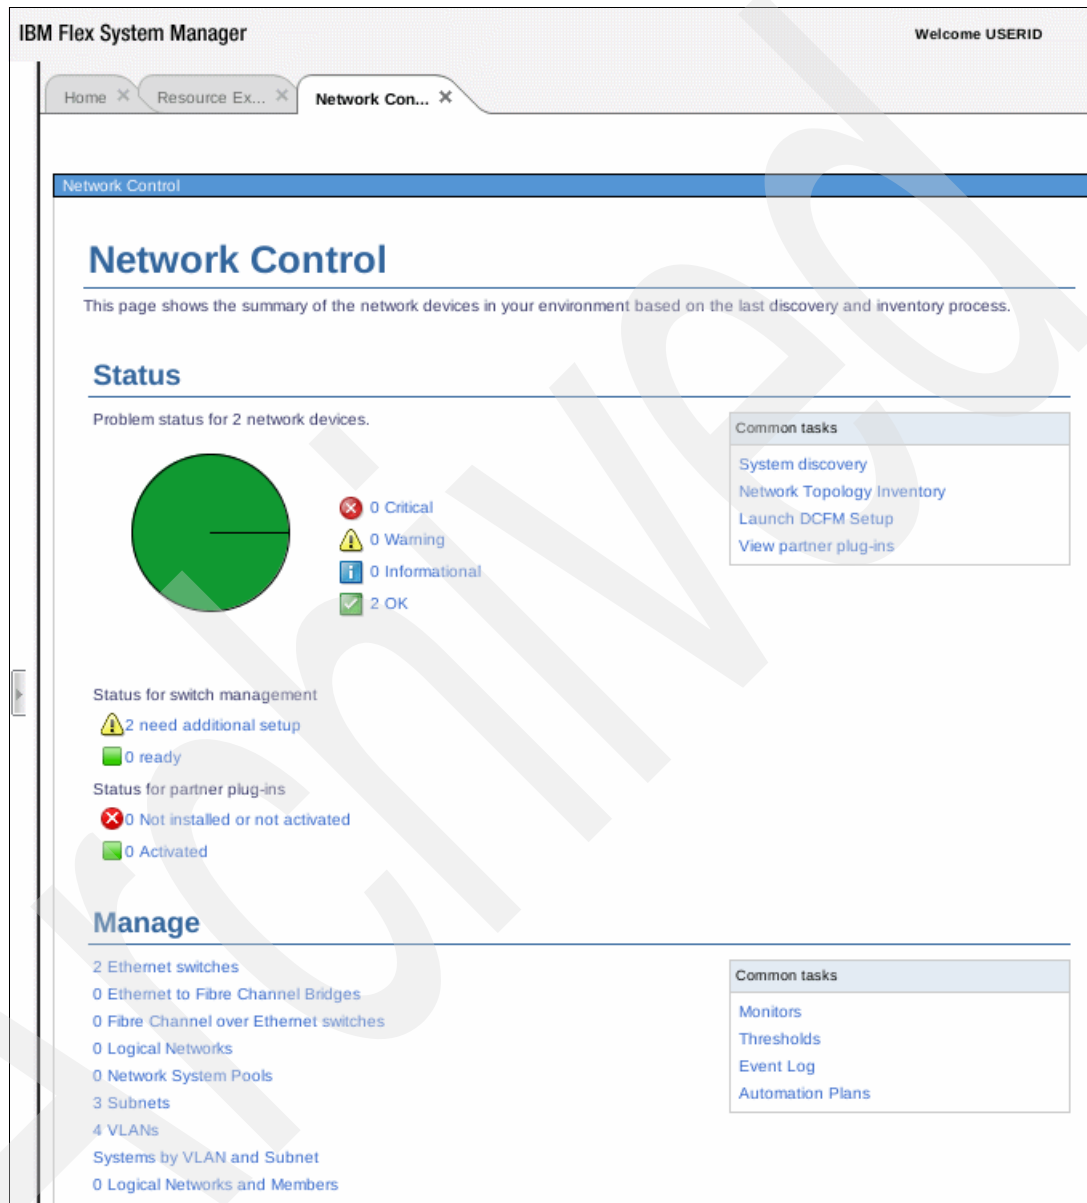 IBM Flex System Manager
Welcome USERID
Home
Resource Ex...
Network Con...
Network Control
Network Control
This page shows the summary of the network devices in your environment based on the last discovery and inventory process.
Status
Problem status for 2 network devices.
0 Critical
0 Warning
0 Informational
2 OK
Common tasks
System discovery
Network Topology Inventory
Launch DCFM Setup
View partner plug-ins
Status for switch management
2 need additional setup
0 ready
Status for partner plug-ins
0 Not installed or not activated
0 Activated
Manage
2 Ethernet switches
0 Ethernet to Fibre Channel Bridges
0 Fibre Channel over Ethernet switches
0 Logical Networks
0 Network System Pools
3 Subnets
4 VLANs
Systems by VLAN and Subnet
0 Logical Networks and Members
Common tasks
Monitors
Thresholds
Event Log
Automation Plans
Archived